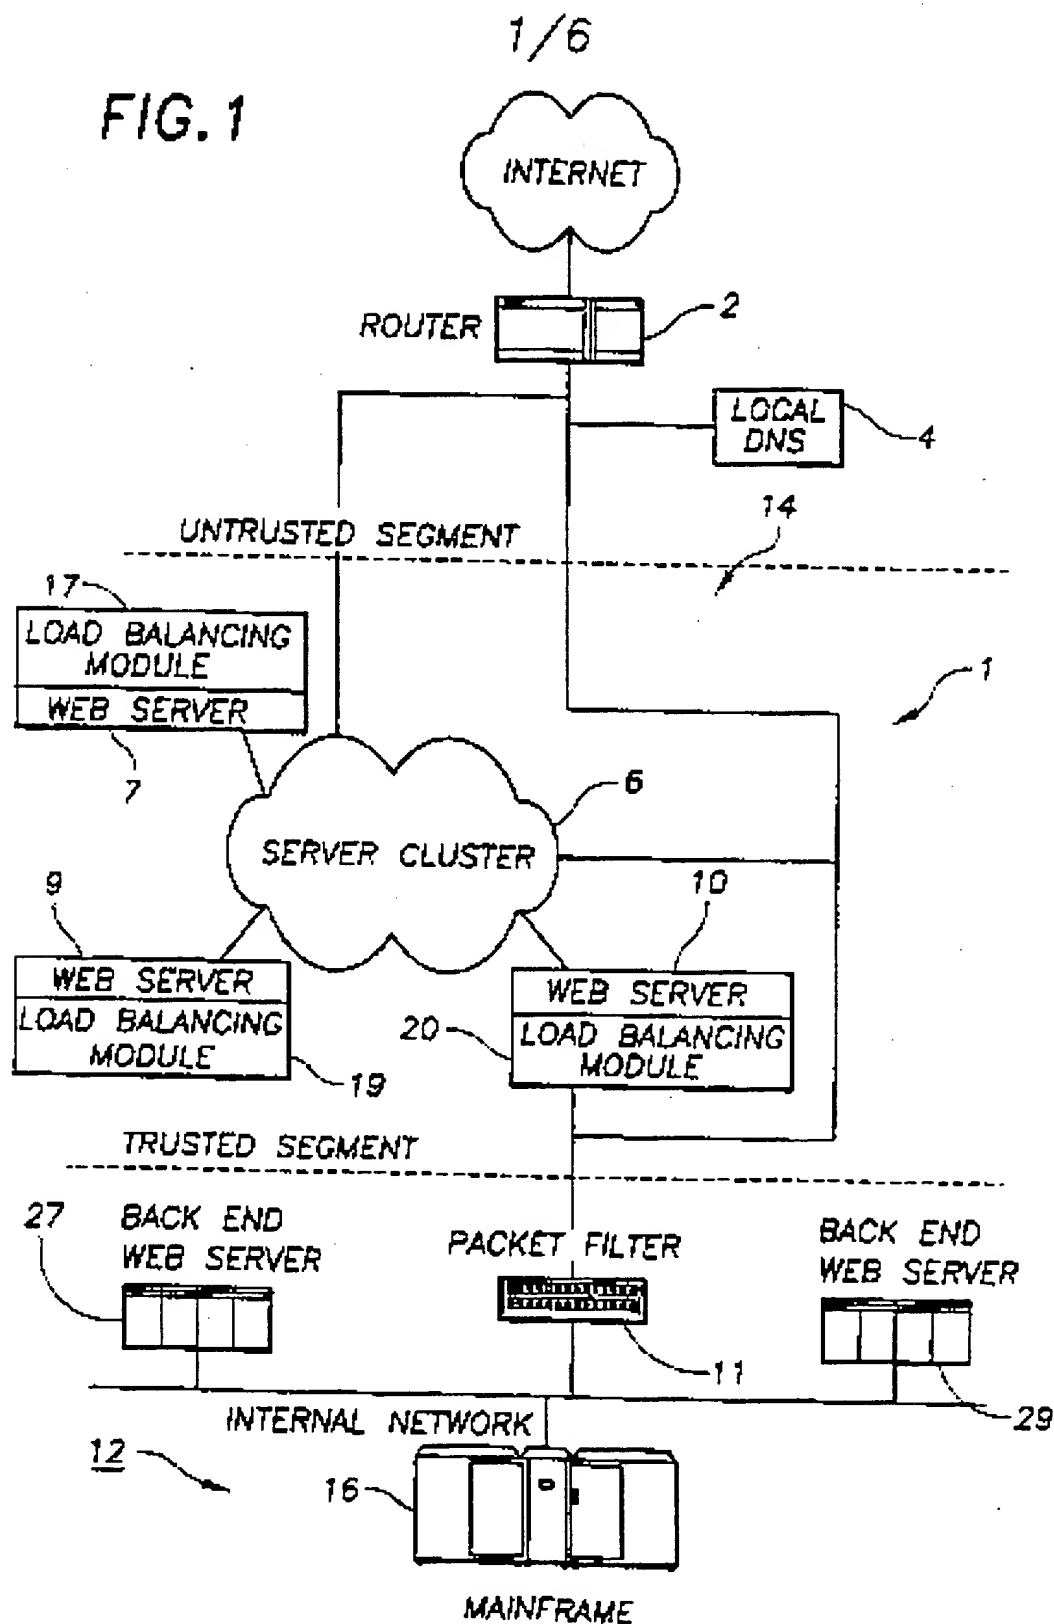 1/6
FIG. 1
INTERNET
ROUTER
2
LOCAL
DNS
4
14
UNTRUSTED SEGMENT
17
LOAD BALANCING
MODULE
WEB SERVER
7
1
6
SERVER CLUSTER
9
WEB SERVER
LOAD BALANCING
MODULE
19
10
WEB SERVER
20
LOAD BALANCING
MODULE
TRUSTED SEGMENT
27
BACK END
WEB SERVER
PACKET FILTER
BACK END
WEB SERVER
11
29
INTERNAL NETWORK
12
16
MAINFRAME